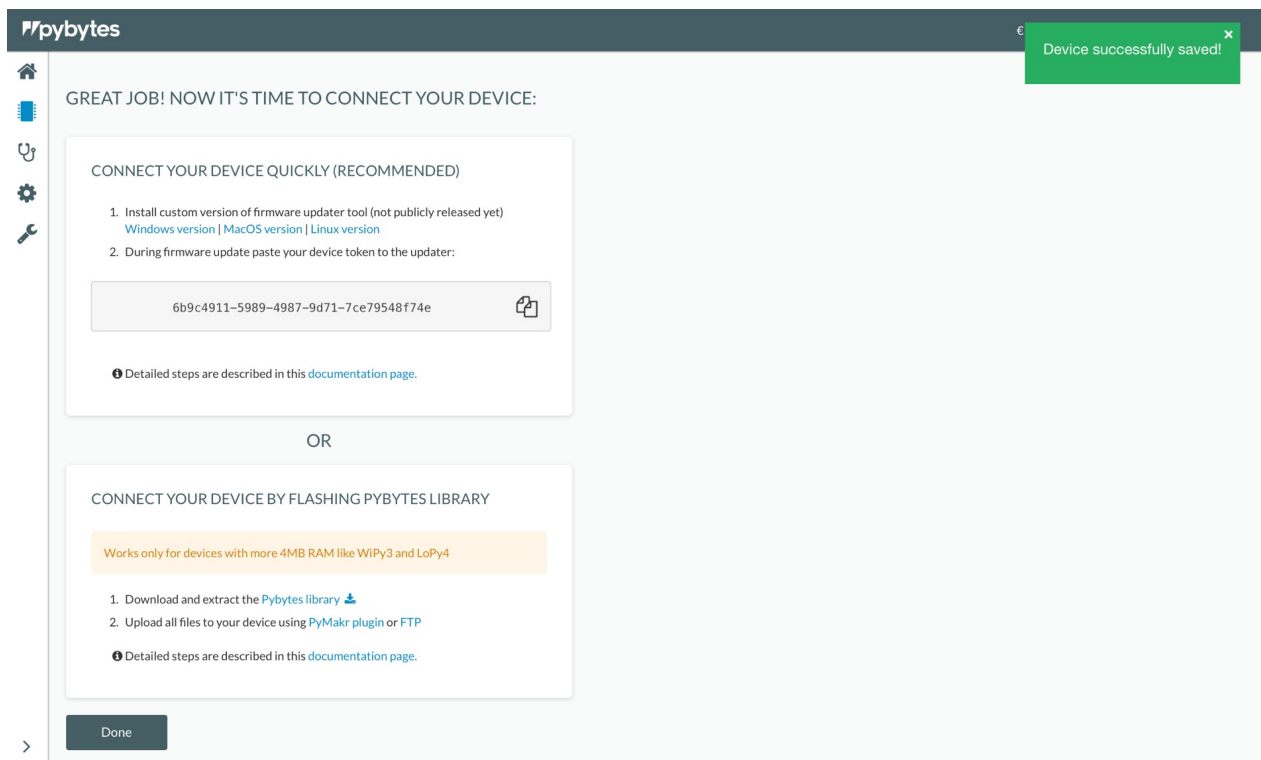 pybytes
€
Device successfully saved!
×
GREAT JOB! NOW IT'S TIME TO CONNECT YOUR DEVICE:
CONNECT YOUR DEVICE QUICKLY (RECOMMENDED)
1. Install custom version of firmware updater tool (not publicly released yet)
Windows version | MacOS version | Linux version
2. During firmware update paste your device token to the updater:
6b9c4911-5989-4987-9d71-7ce79548f74e
Detailed steps are described in this documentation page.
OR
CONNECT YOUR DEVICE BY FLASHING PYBYTES LIBRARY
Works only for devices with more 4MB RAM like WiPy3 and LoPy4
1. Download and extract the Pybytes library
2. Upload all files to your device using PyMakr plugin or FTP
Detailed steps are described in this documentation page.
Done